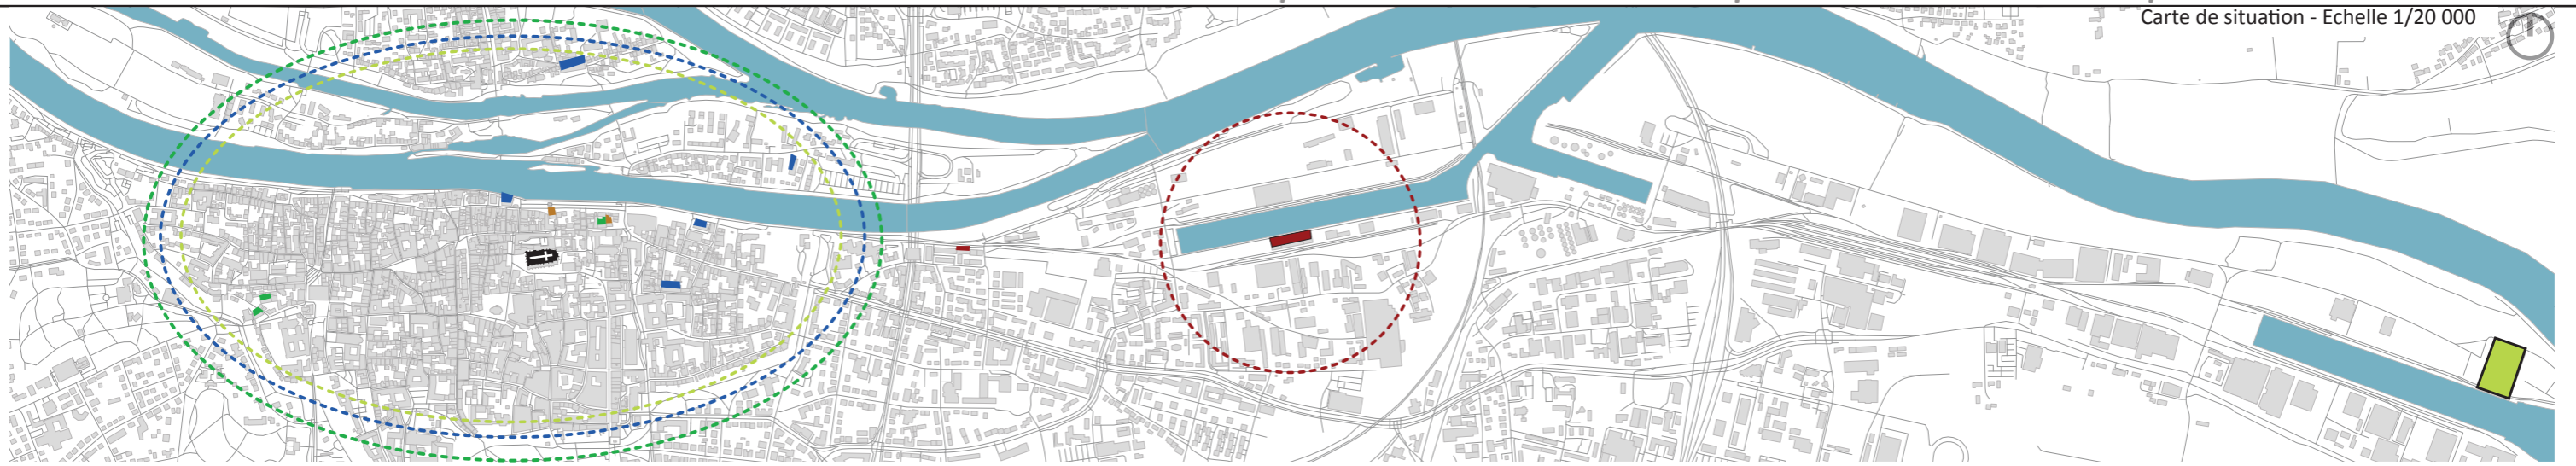 Carte de situation - Echelle 1/20 000